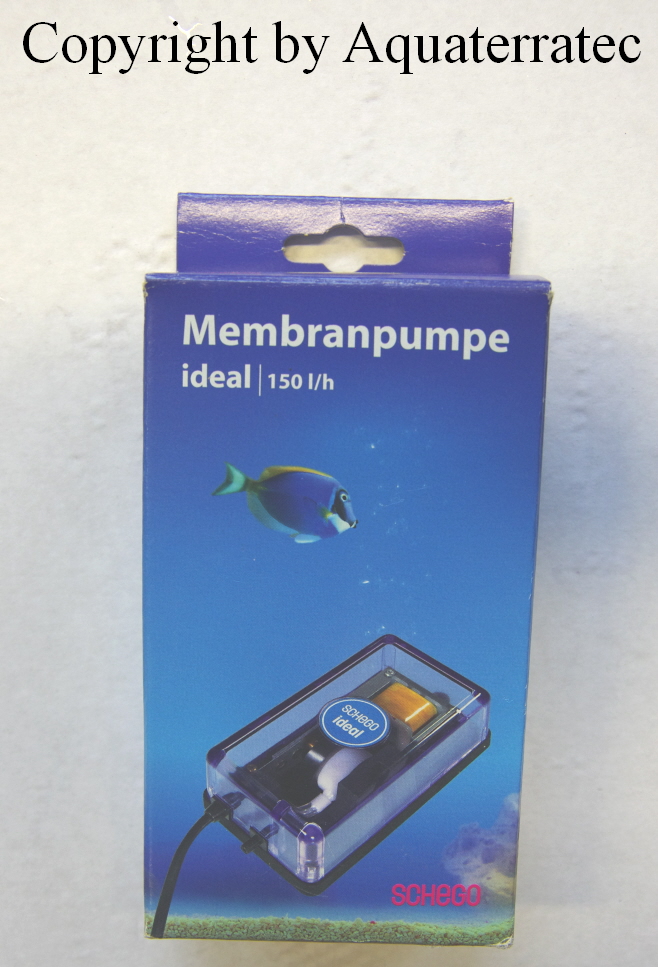 Copyright by Aquaterratec
Membranpumpe
ideal | 150 l/h
SCHEGO
ideal
SCHEGO